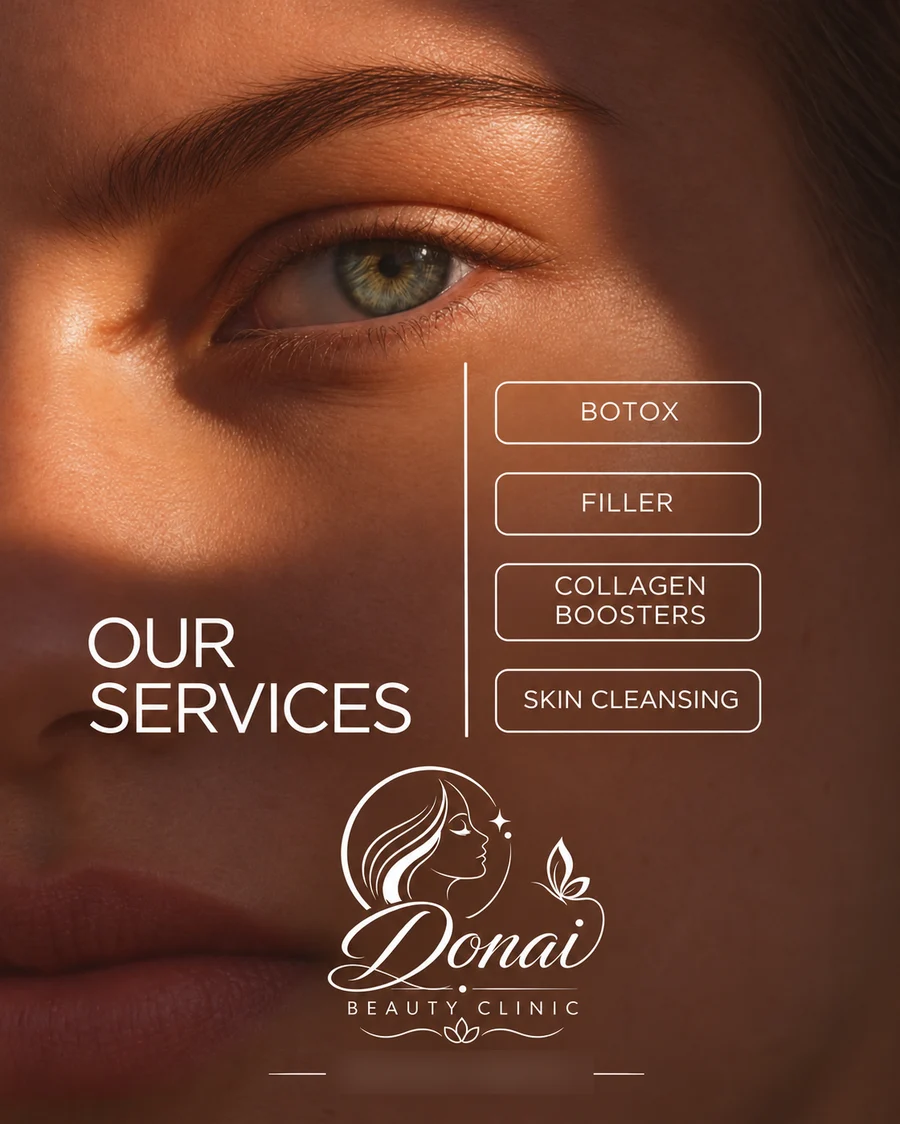 BOTOX
FILLER
COLLAGEN
BOOSTERS
SKIN CLEANSING
OUR
SERVICES
Donai
BEAUTY CLINIC